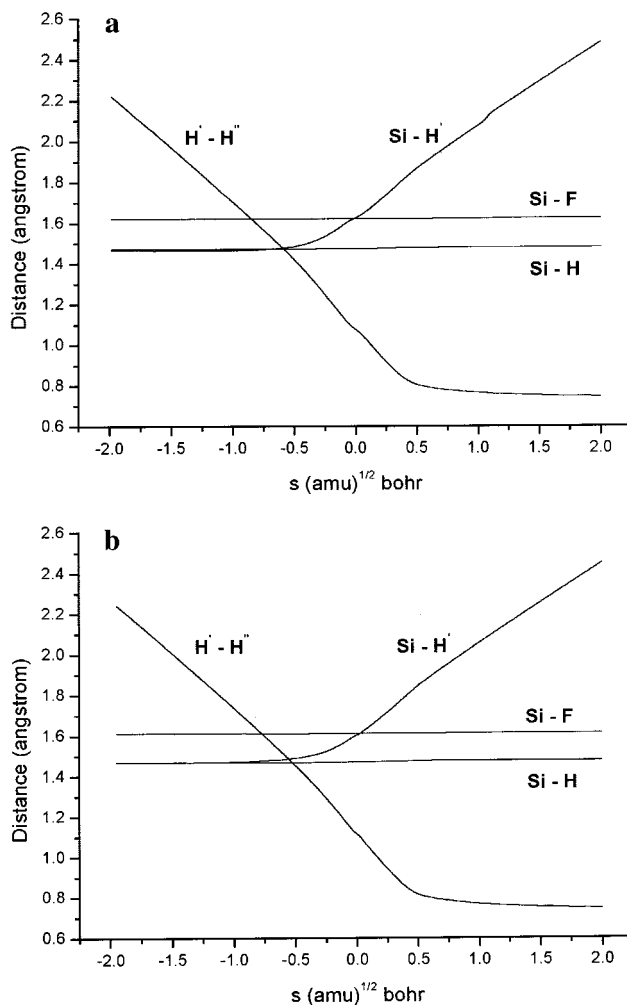 a
2.6
2.4
2.2
2.0
1.8
1.6
1.4
1.2
1.0
0.8
0.6
Distance (angstrom)
H' - H"
Si - H'
Si - F
Si - H
-2.0 -1.5 -1.0 -0.5 0.0 0.5 1.0 1.5 2.0
s (amu)^1/2 bohr
b
2.6
2.4
2.2
2.0
1.8
1.6
1.4
1.2
1.0
0.8
0.6
Distance (angstrom)
H' - H"
Si - H'
Si - F
Si - H
-2.0 -1.5 -1.0 -0.5 0.0 0.5 1.0 1.5 2.0
s (amu)^1/2 bohr